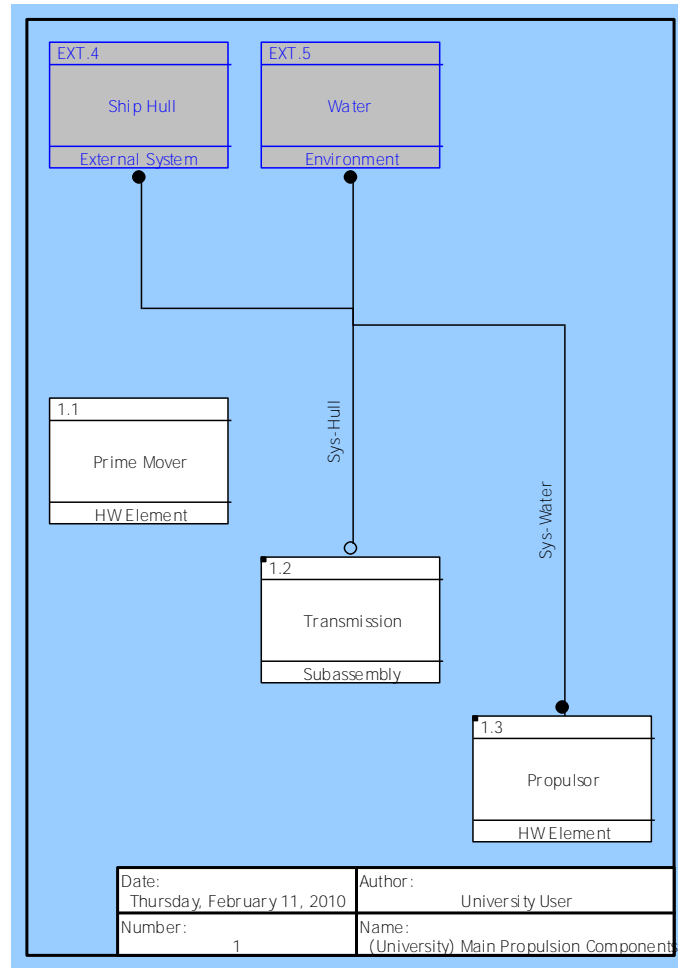 EXT.4
Ship Hull
External System
EXT.5
Water
Environment
1.1
Prime Mover
HW Element
Sys-Hull
Sys-Water
1.2
Transmission
Subassembly
1.3
Propulsor
HW Element
Date:
Thursday, February 11, 2010
Author:
University User
Number:
1
Name:
(University) Main Propulsion Components